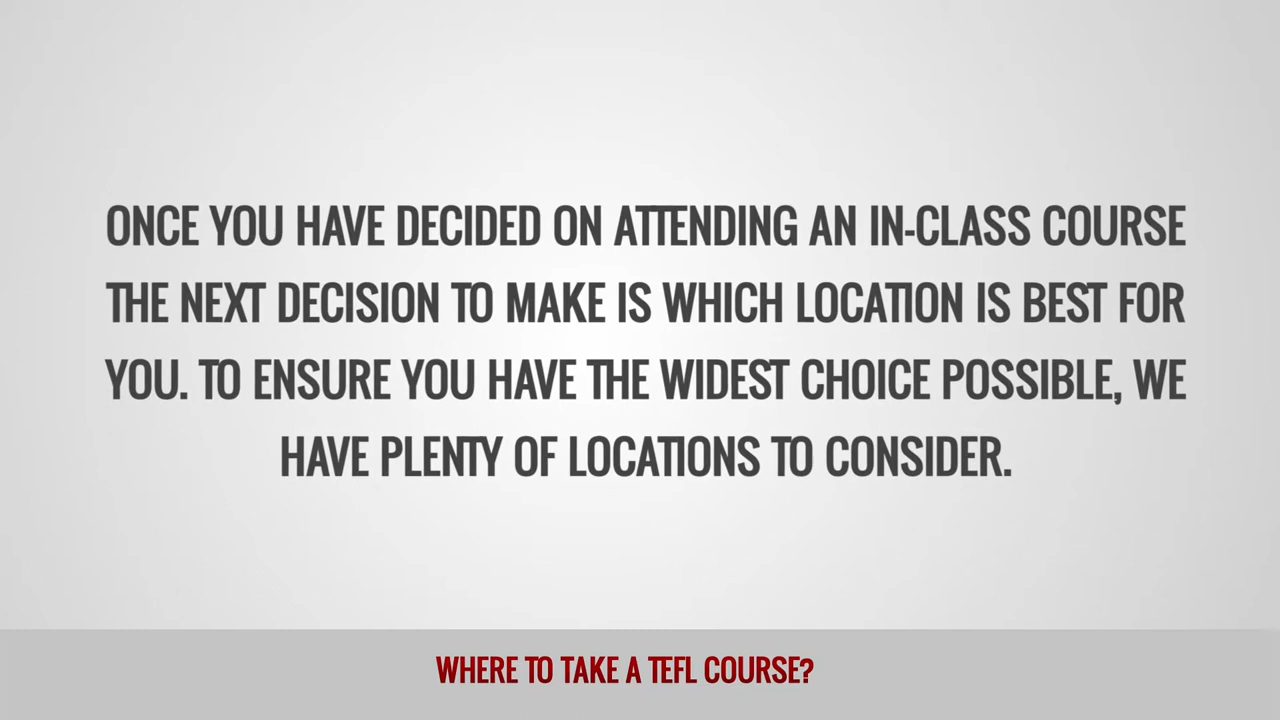 ONCE YOU HAVE DECIDED ON ATTENDING AN IN-CLASS COURSE
THE NEXT DECISION TO MAKE IS WHICH LOCATION IS BEST FOR
YOU. TO ENSURE YOU HAVE THE WIDEST CHOICE POSSIBLE, WE
HAVE PLENTY OF LOCATIONS TO CONSIDER.
WHERE TO TAKE A TEFL COURSE?